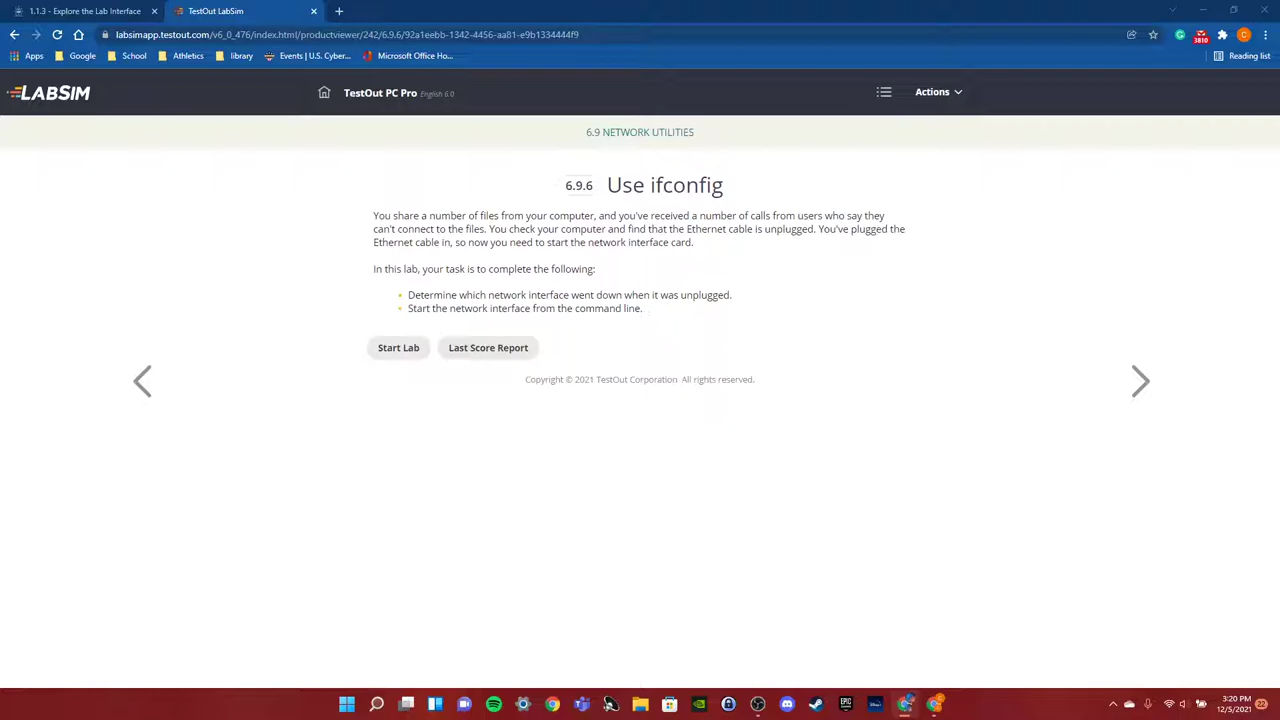 1.1.3 - Explore the Lab Interface
TestOut LabSim
labsimapp.testout.com/v6_0_476/index.html/productviewer/242/6.9.6/92a1eebb-1342-4456-aa81-e9b1334444f9
3810
C
Apps
Google
School
Athletics
library
Events | U.S. Cyber...
Microsoft Office Ho...
Reading list
LABSIM
TestOut PC Pro English 6.0
Actions
6.9 NETWORK UTILITIES
6.9.6 Use ifconfig
You share a number of files from your computer, and you've received a number of calls from users who say they
can't connect to the files. You check your computer and find that the Ethernet cable is unplugged. You've plugged the
Ethernet cable in, so now you need to start the network interface card.
In this lab, your task is to complete the following:
Determine which network interface went down when it was unplugged.
Start the network interface from the command line.
Start Lab
Last Score Report
Copyright © 2021 TestOut Corporation All rights reserved.
EPIC
3:20 PM
12/5/2021
22